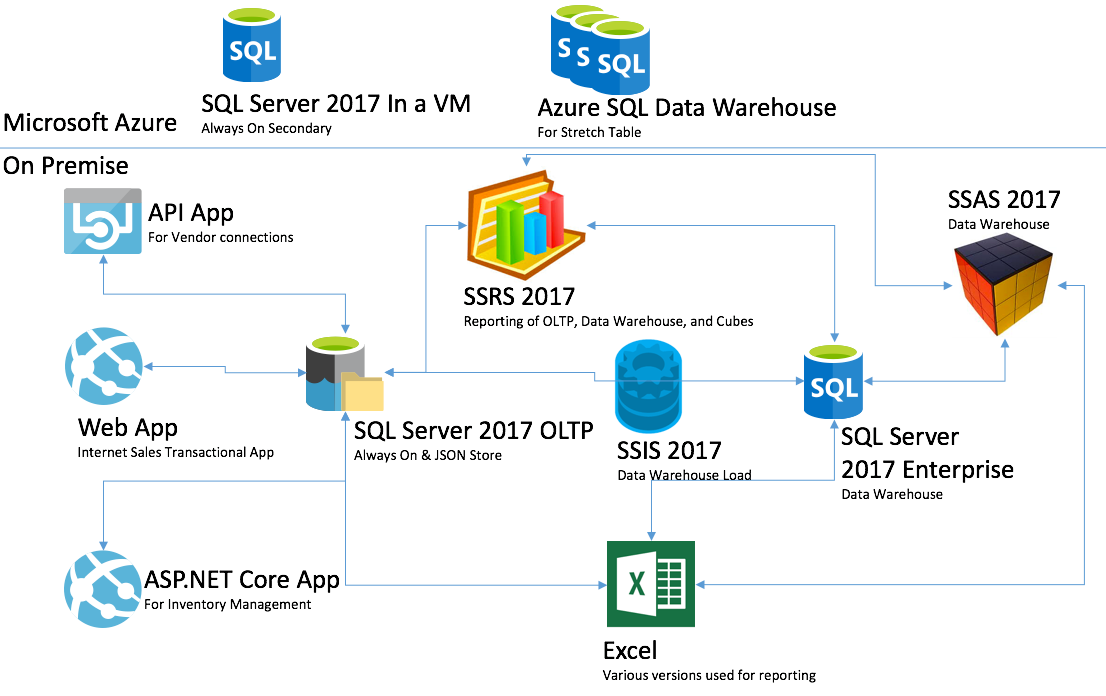 SQL
S
S
SQL
SQL Server 2017 In a VM
Always On Secondary
Azure SQL Data Warehouse
For Stretch Table
Microsoft Azure
On Premise
API App
For Vendor connections
SSAS 2017
Data Warehouse
SSRS 2017
Reporting of OLTP, Data Warehouse, and Cubes
SQL
Web App
Internet Sales Transactional App
SQL Server 2017 OLTP
Always On & JSON Store
SSIS 2017
Data Warehouse Load
SQL Server
2017 Enterprise
Data Warehouse
ASP.NET Core App
For Inventory Management
X
Excel
Various versions used for reporting